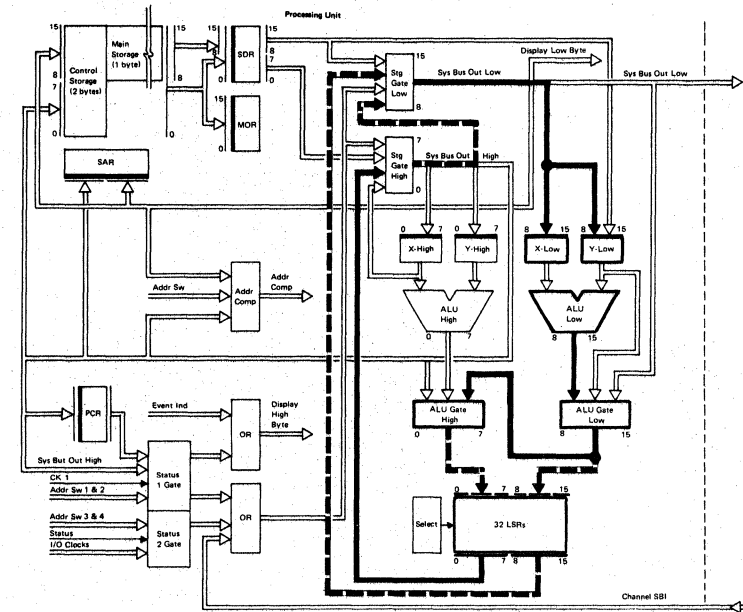 Processing Unit
15
15
15
15
Main
Storage
(1 byte)
8
SDR
8
7
8
7
Control
Storage
(2 bytes)
8
0
0
15
MOR
0
0
0
SAR
15
Stg
Gate
Low
8
Display Low Byte
Sys Bus Out Low
Sys Bus Out Low
7
Stg
Gate
High
0
Sys Bus Out High
0 7
0 7
8 15
8 15
X-High
Y-High
X-Low
Y-Low
Addr Sw
Addr
Comp
Addr
Comp
ALU
High
0 7
ALU
Low
8 15
PCR
Event Ind
OR
Display
High
Byte
ALU Gate
High
0 7
ALU Gate
Low
8 15
Sys But Out High
CK 1
Addr Sw 1 & 2
Status
1 Gate
Addr Sw 3 & 4
Status
I/O Clocks
Status
2 Gate
OR
Select
0 7 8 15
32 LSRs
0 7 8 15
Channel SBI